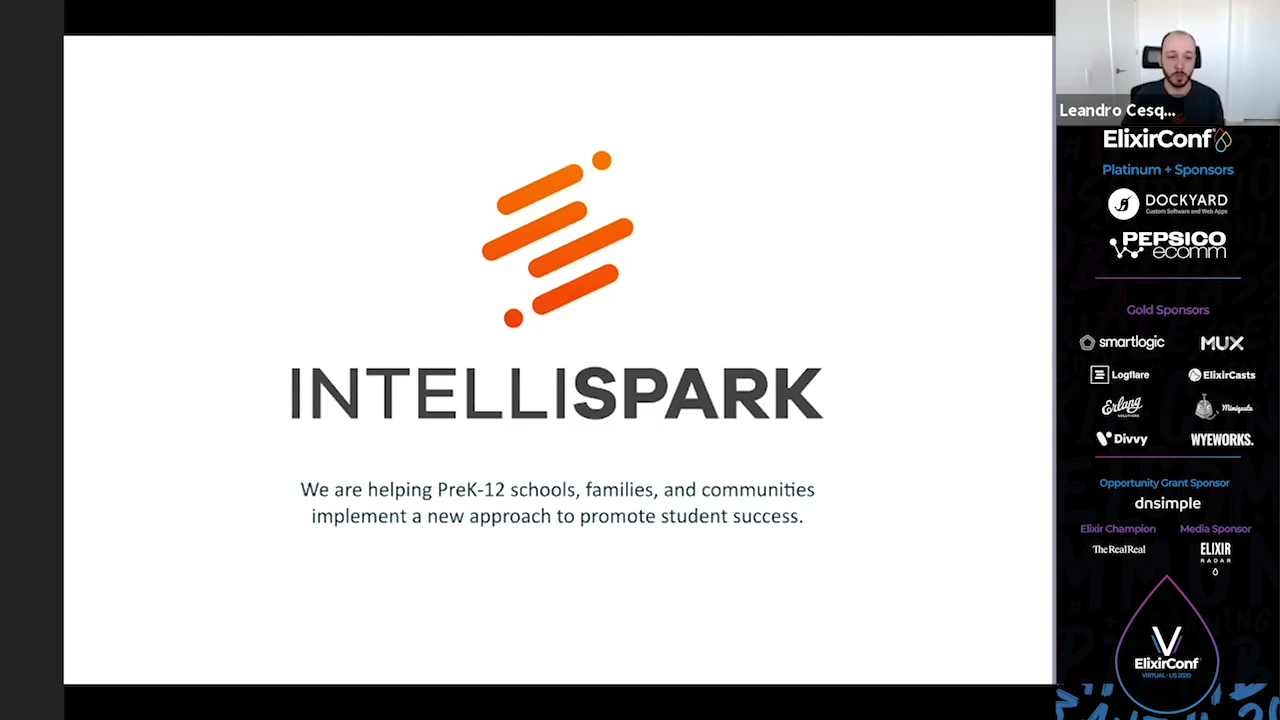 INTELLISPARK
We are helping PreK-12 schools, families, and communities
implement a new approach to promote student success.
Leandro Cesq...
ElixirConf
Platinum + Sponsors
DOCKYARD
Custom Software and Web Apps
PEPSICO
ecomm
Gold Sponsors
smartlogic
MUX
Logflare
ElixirCasts
Erlang
SOLUTIONS
Divvy
WYEWORKS.
Opportunity Grant Sponsor
dnsimple
Elixir Champion
Media Sponsor
TheRealReal
ELIXIR
RADAR
V
ElixirConf
VIRTUAL - US 2020